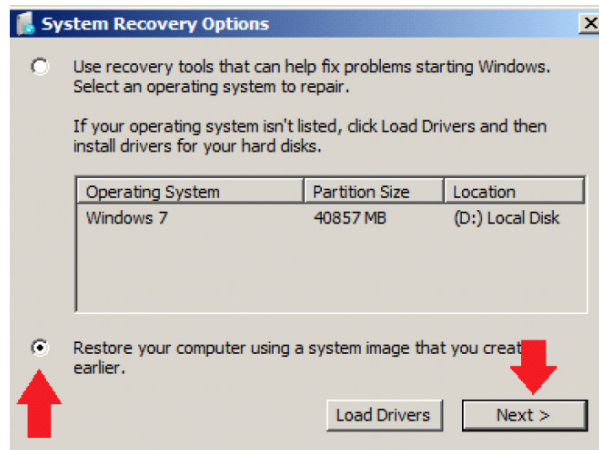 System Recovery Options
Use recovery tools that can help fix problems starting Windows.
Select an operating system to repair.
If your operating system isn't listed, click Load Drivers and then
install drivers for your hard disks.
Operating System Partition Size Location
Windows 7 40857 MB (D:) Local Disk
Restore your computer using a system image that you creat
earlier.
Load Drivers Next >